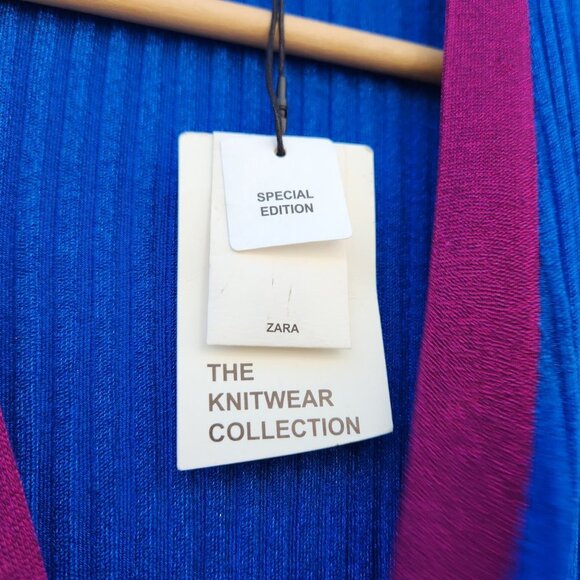 SPECIAL
EDITION
ZARA
THE
KNITWEAR
COLLECTION